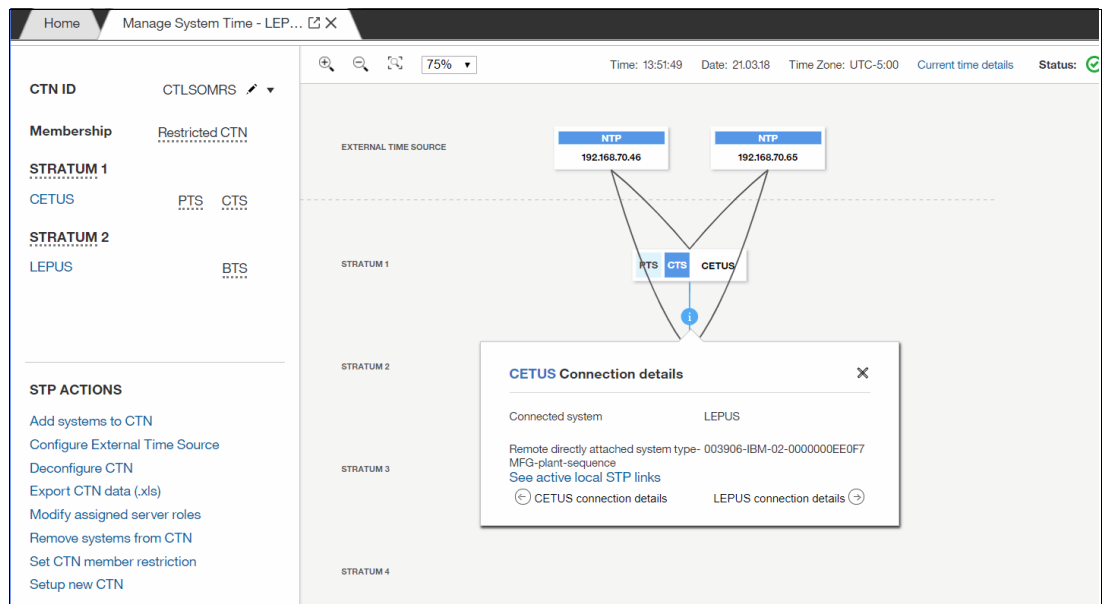 Home
Manage System Time - LEP...
75%
Time: 13:51:49 Date: 21.03.18 Time Zone: UTC-5:00 Current time details Status:
CTN ID CTLSOMRS
Membership Restricted CTN
STRATUM 1
CETUS PTS CTS
STRATUM 2
LEPUS BTS
STP ACTIONS
Add systems to CTN
Configure External Time Source
Deconfigure CTN
Export CTN data (.xls)
Modify assigned server roles
Remove systems from CTN
Set CTN member restriction
Setup new CTN
EXTERNAL TIME SOURCE
NTP
192.168.70.46
NTP
192.168.70.65
STRATUM 1
PTS CTS CETUS
i
STRATUM 2
CETUS Connection details
Connected system LEPUS
Remote directly attached system type- 003906-IBM-02-0000000EE0F7
MFG-plant-sequence
See active local STP links
CETUS connection details LEPUS connection details
STRATUM 3
STRATUM 4